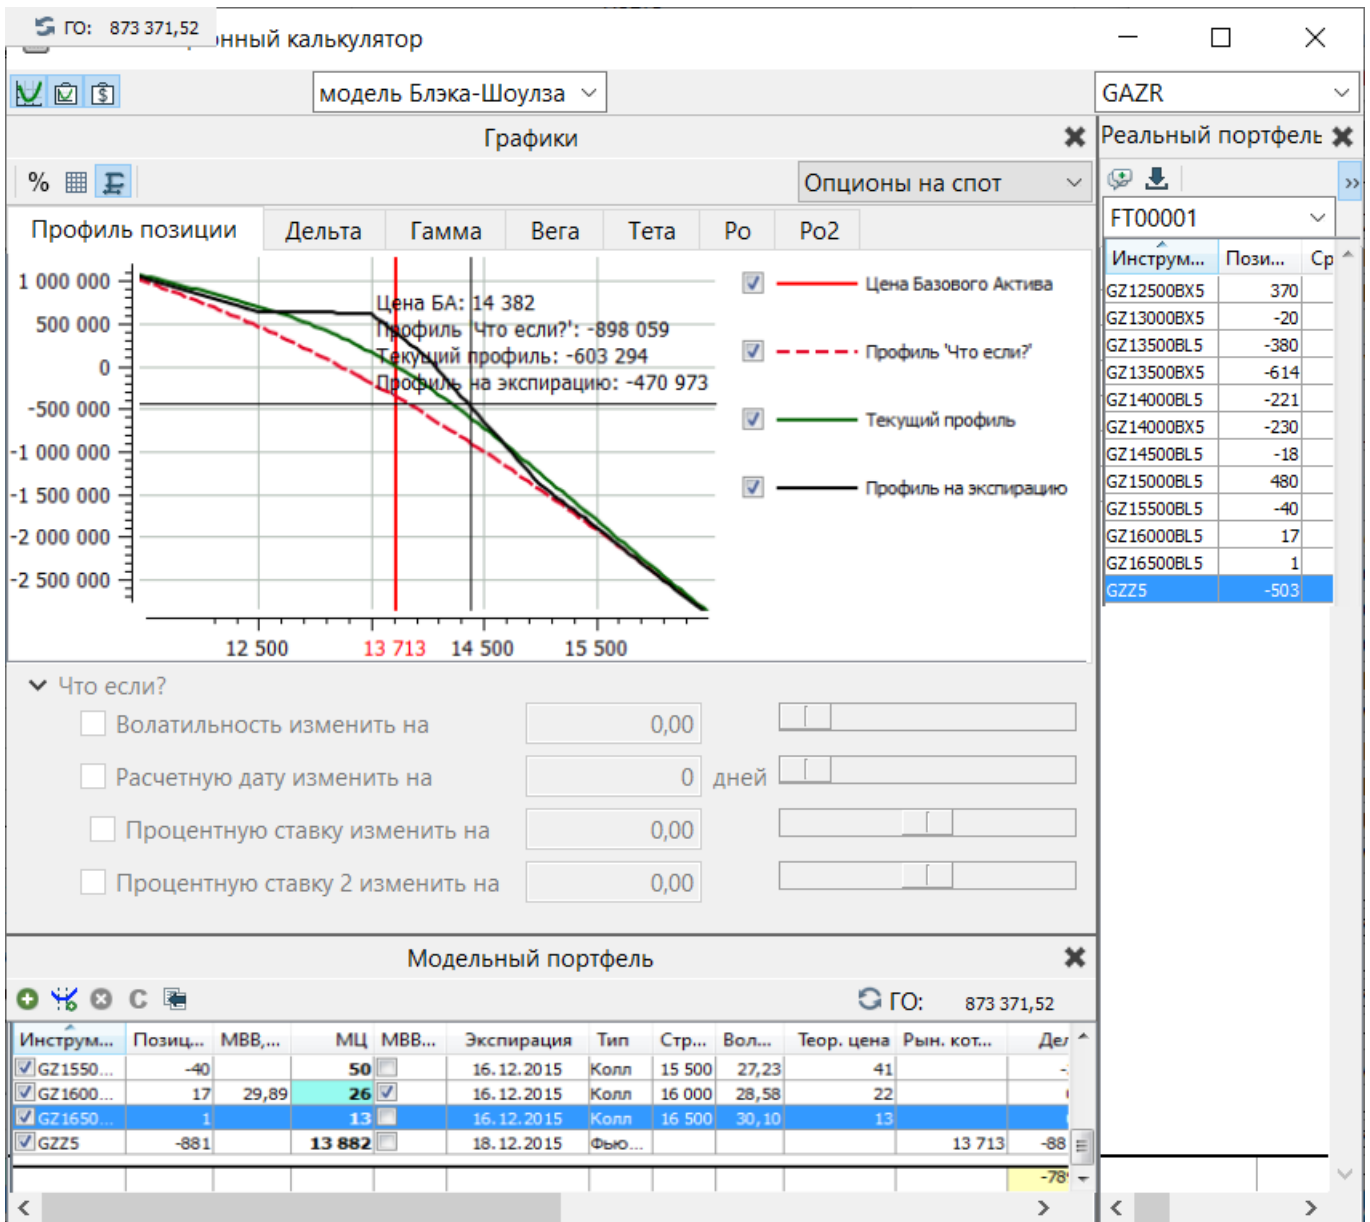 ГО: 873 371,52
нный калькулятор
модель Блэка-Шоулза
GAZR
Графики
%
Опционы на спот
Профиль позиции Дельта Гамма Вега Тета Ро Ро2
1 000 000
500 000
0
-500 000
-1 000 000
-1 500 000
-2 000 000
-2 500 000
Цена БА: 14 382
Профиль 'Что если?': -898 059
Текущий профиль: -603 294
Профиль на экспирацию: -470 973
12 500 13 713 14 500 15 500
Цена Базового Актива
Профиль 'Что если?'
Текущий профиль
Профиль на экспирацию
Что если?
Волатильность изменить на 0,00
Расчетную дату изменить на 0 дней
Процентную ставку изменить на 0,00
Процентную ставку 2 изменить на 0,00
Модельный портфель
C
ГО: 873 371,52
Инструм... Позиц... МВВ,... МЦ МВВ... Экспирация Тип Стр... Вол... Теор. цена Рын. кот... Дел
GZ1550... -40 50 16.12.2015 Колл 15 500 27,23 41
GZ1600... 17 29,89 26 16.12.2015 Колл 16 000 28,58 22
GZ1650... 1 13 16.12.2015 Колл 16 500 30,10 13
GZZ5 -881 13 882 18.12.2015 Фью... 13 713 -88
-78
Реальный портфель
FT00001
Инструм... Пози... Ср
GZ12500BX5 370
GZ13000BX5 -20
GZ13500BL5 -380
GZ13500BX5 -614
GZ14000BL5 -221
GZ14000BX5 -230
GZ14500BL5 -18
GZ15000BL5 480
GZ15500BL5 -40
GZ16000BL5 17
GZ16500BL5 1
GZZ5 -503